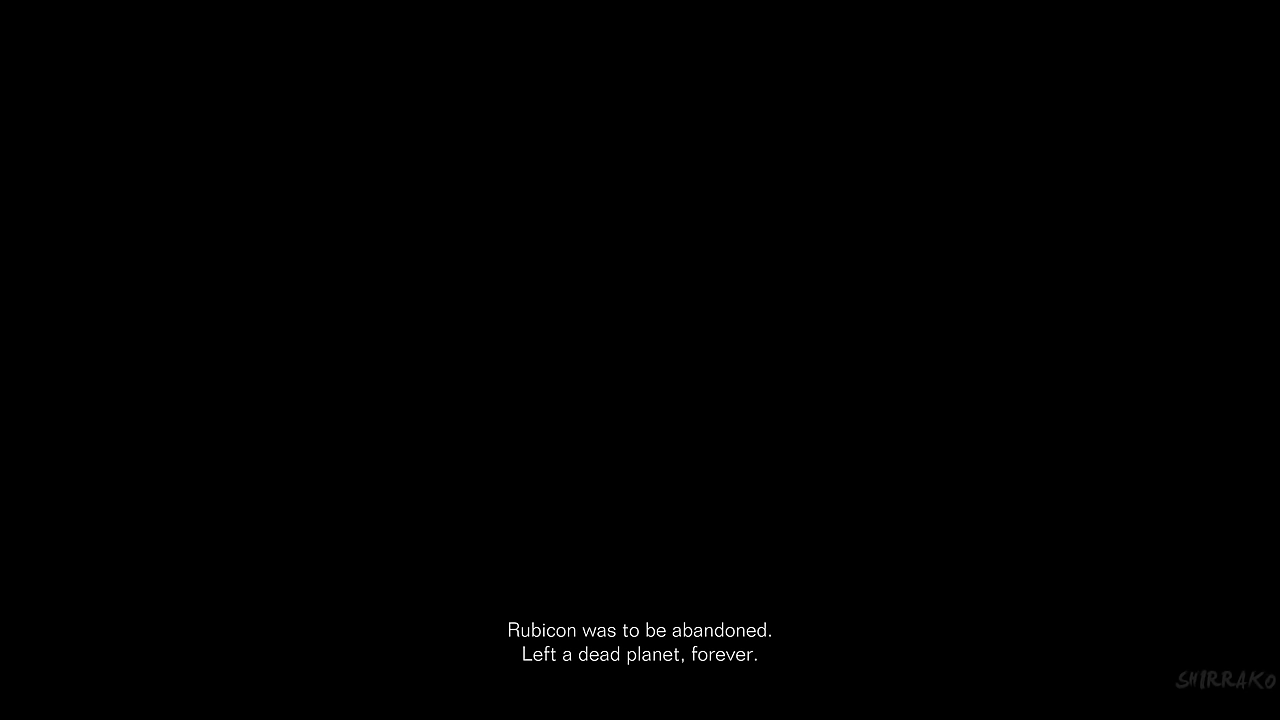 Rubicon was to be abandoned.
Left a dead planet, forever.
SHIRRAKO